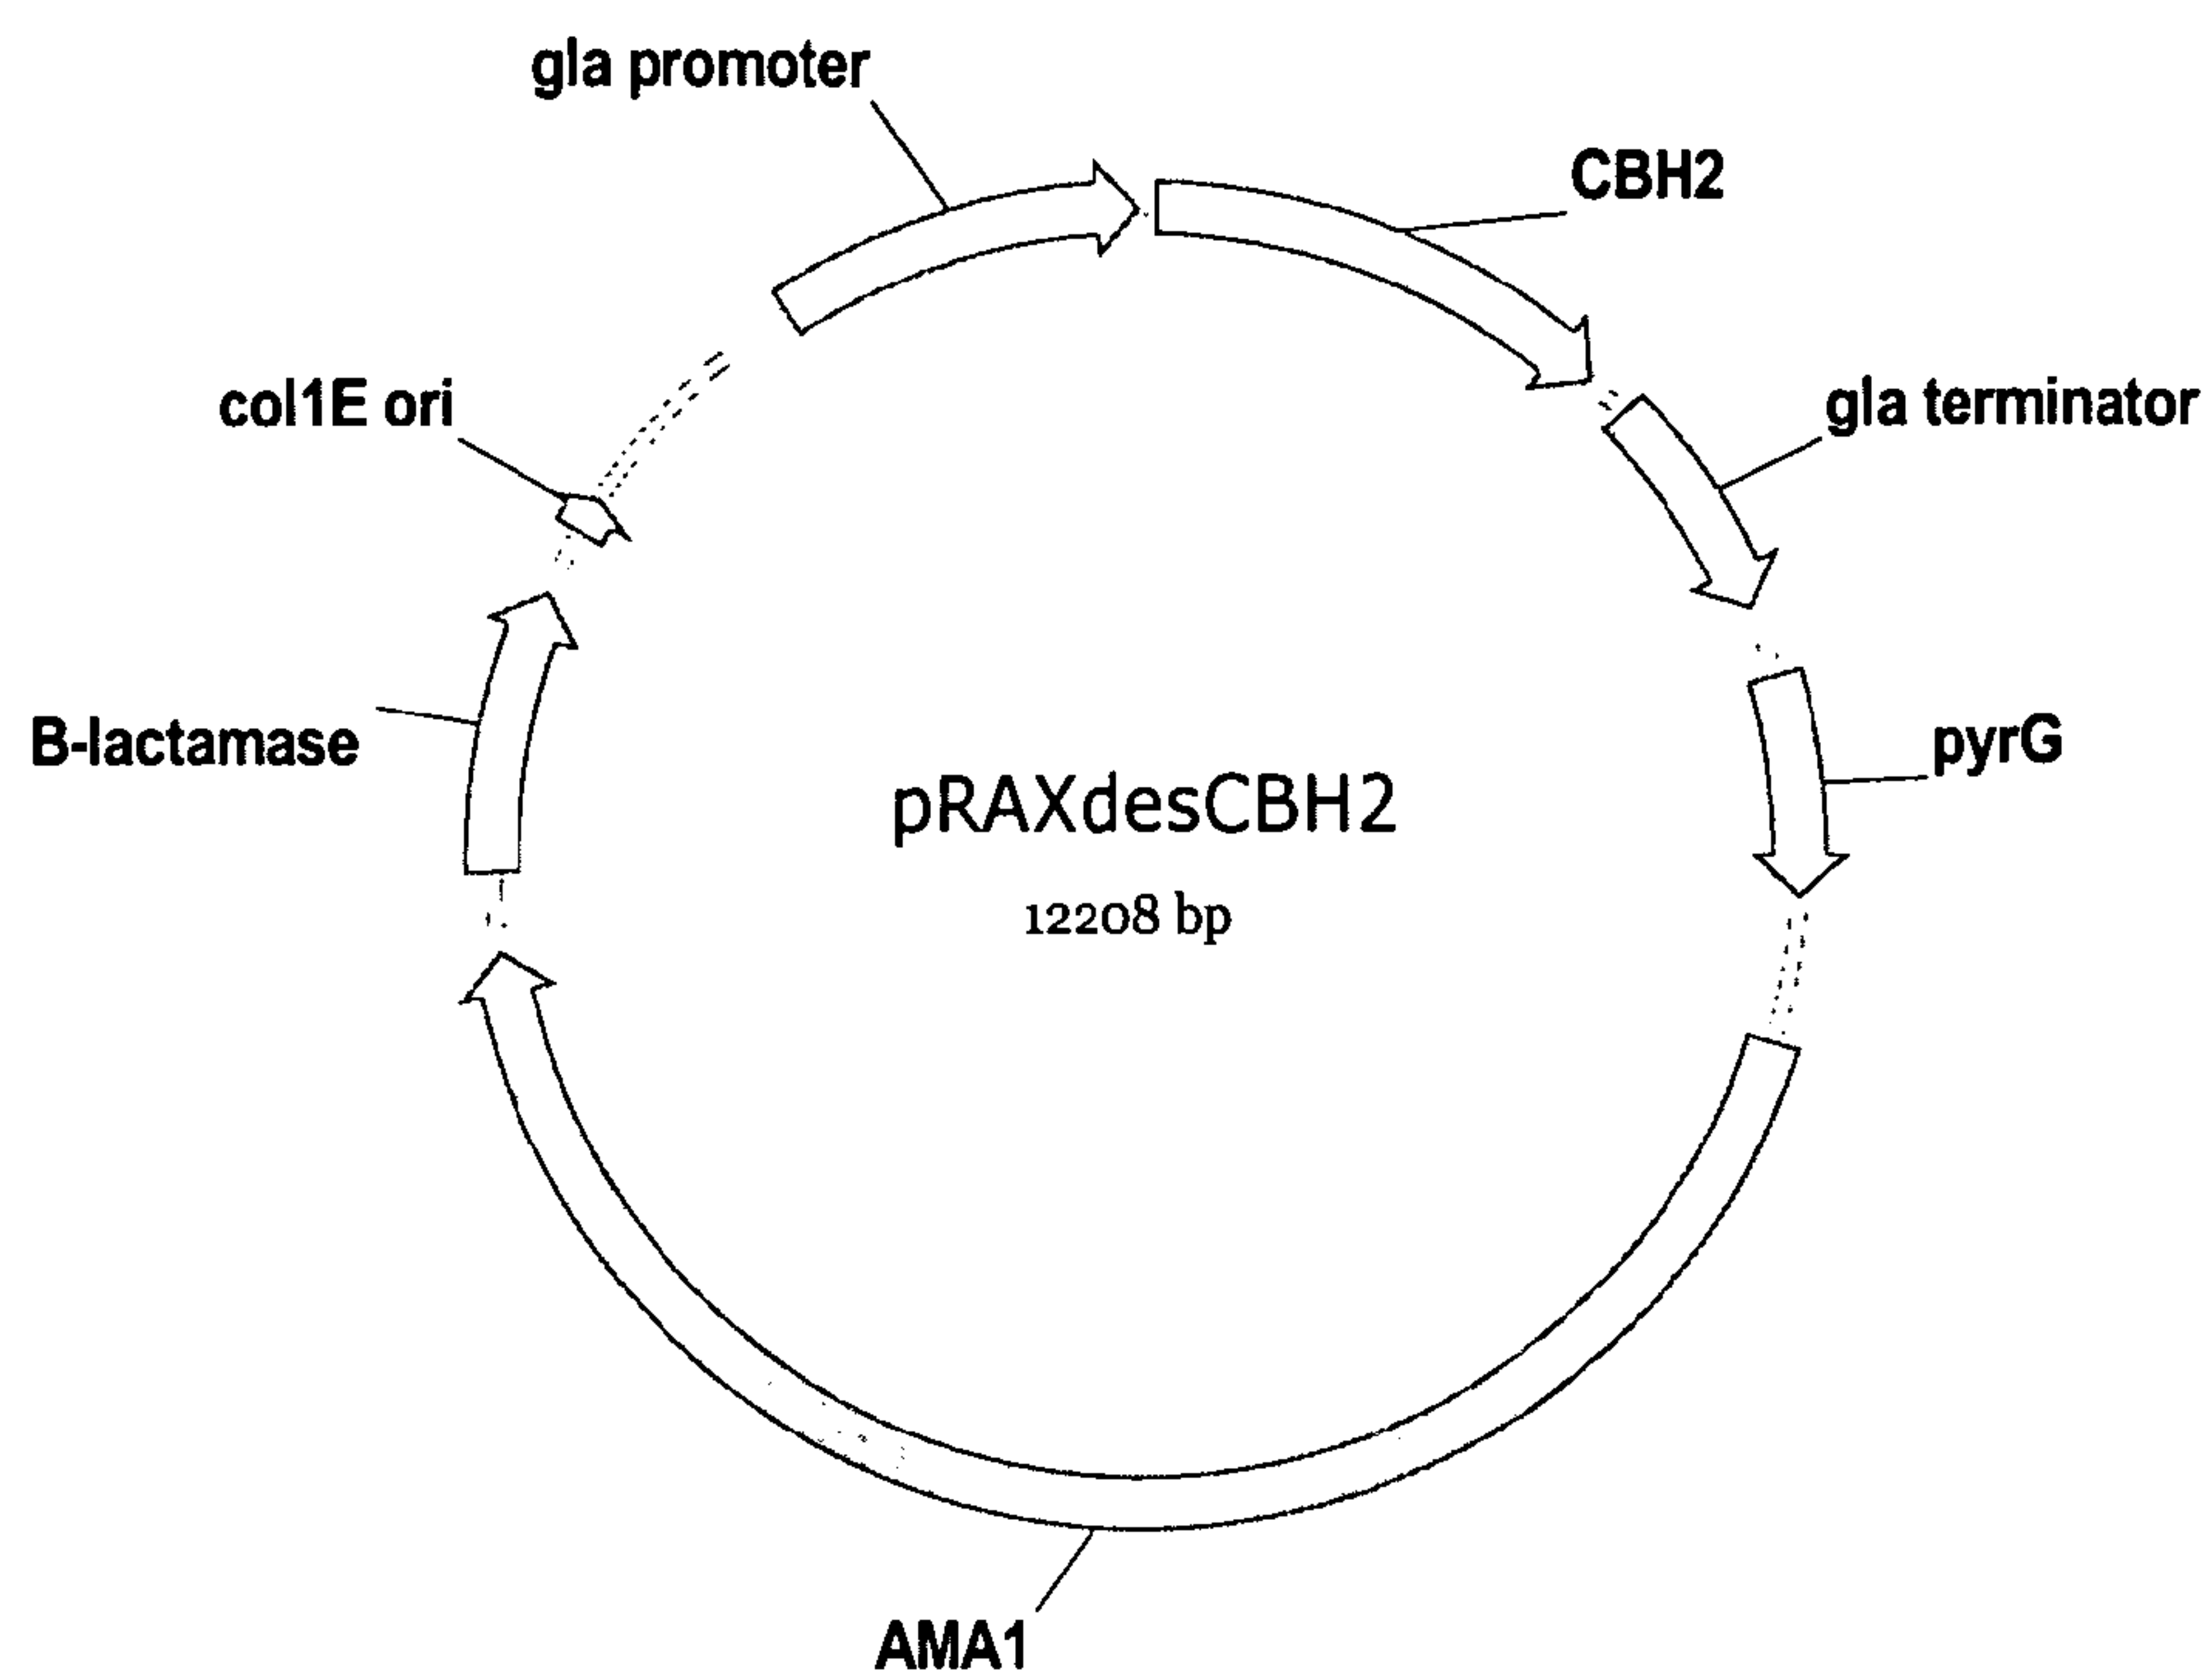 gla promoter
CBH2
col1E ori
gla terminator
B-lactamase
pyrG
pRAXdesCBH2
12208 bp
AMA1